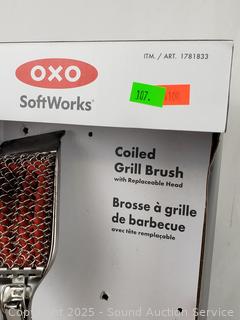 ITM. / ART. 1781833
OXO
SoftWorks®
107.
Coiled
Grill Brush
with Replaceable Head
Brosse à grille
de barbecue
avec tête remplaçable
Copyright © 2025 - Sound Auction Service